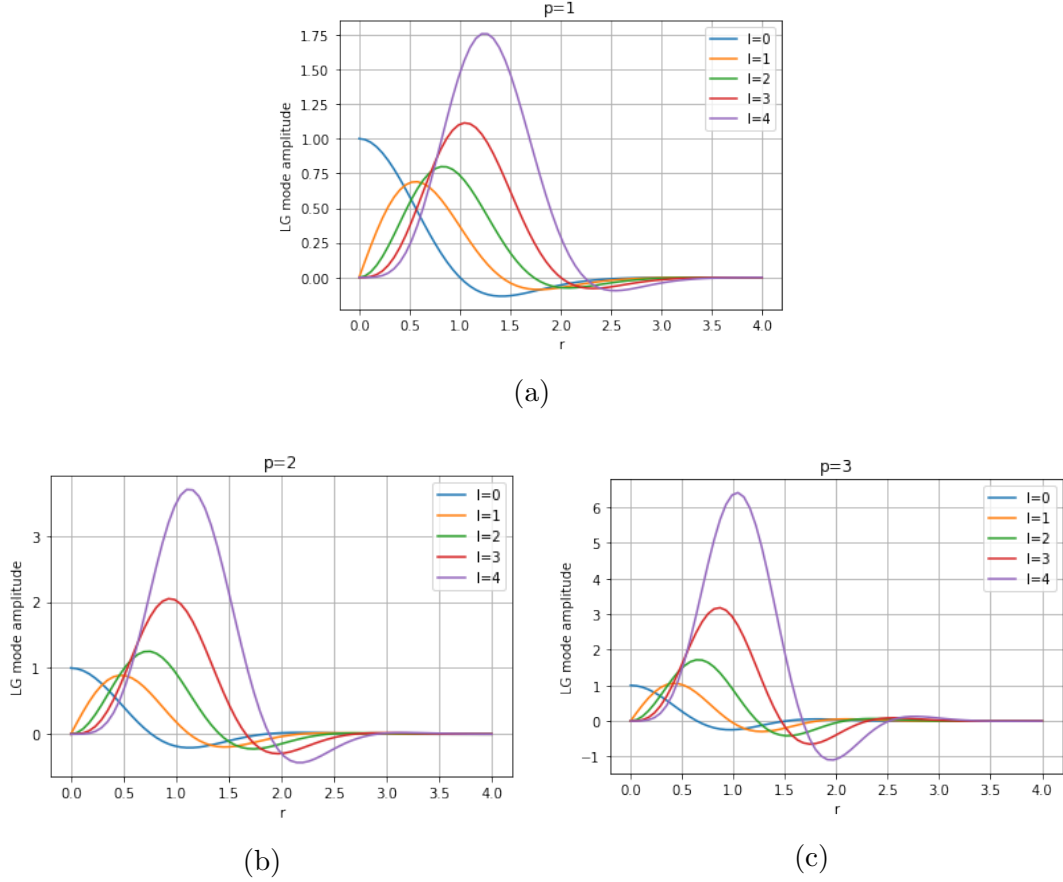 p=1
LG mode amplitude
1.75
1.50
1.25
1.00
0.75
0.50
0.25
0.00
l=0
l=1
l=2
l=3
l=4
0.0 0.5 1.0 1.5 2.0 2.5 3.0 3.5 4.0
r
(a)
p=2
LG mode amplitude
3
2
1
0
l=0
l=1
l=2
l=3
l=4
0.0 0.5 1.0 1.5 2.0 2.5 3.0 3.5 4.0
r
(b)
p=3
LG mode amplitude
6
5
4
3
2
1
0
−1
l=0
l=1
l=2
l=3
l=4
0.0 0.5 1.0 1.5 2.0 2.5 3.0 3.5 4.0
r
(c)